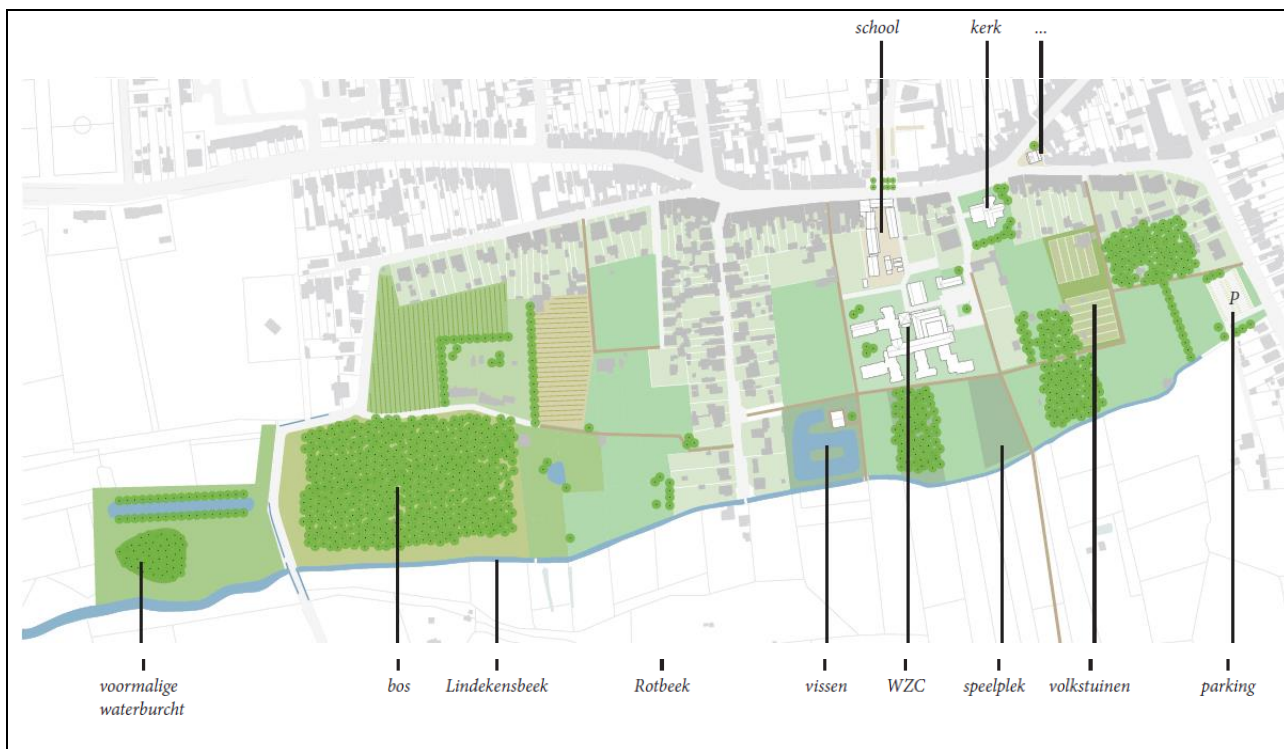 school
kerk
...
P
voormalige
waterburcht
bos
Lindekensbeek
Rotbeek
vissen
WZC
speelplek
volkstuinen
parking